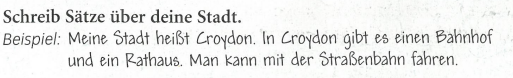 Schreib Sätze über deine Stadt.
Beispiel: Meine Stadt heißt Croydon. In Croydon gibt es einen Bahnhof
und ein Rathaus. Man kann mit der Straßenbahn fahren.